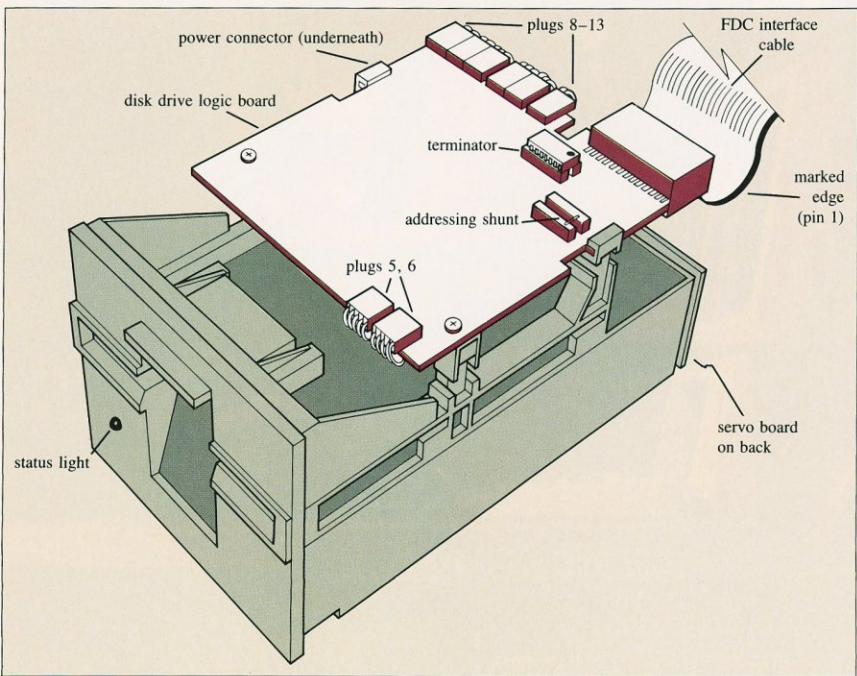 plugs 8–13
FDC interface
cable
power connector (underneath)
disk drive logic board
terminator
marked
edge
(pin 1)
addressing shunt
plugs 5, 6
servo board
on back
status light